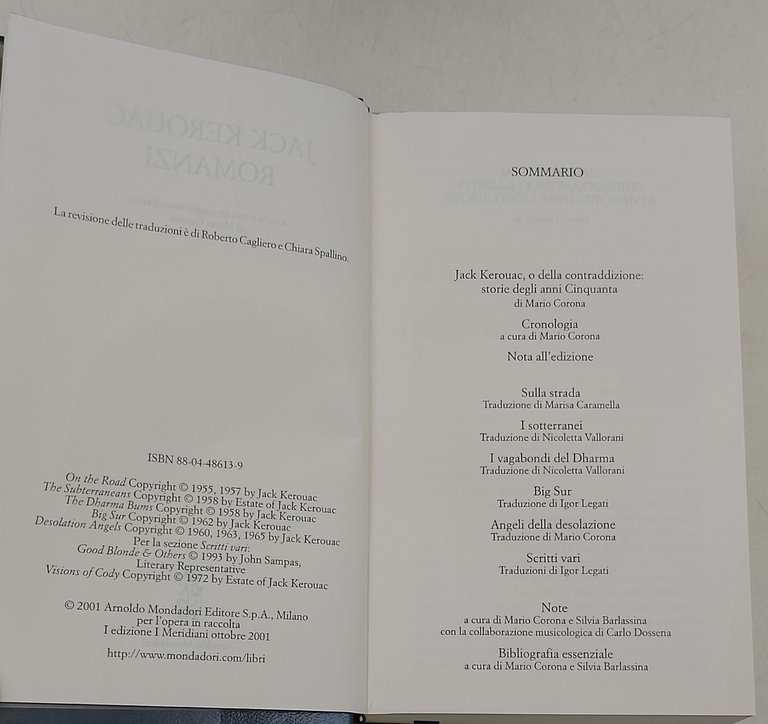 La revisione delle traduzioni è di Roberto Cagliero e Chiara Spallino.
ISBN 88-04-48613-9
On the Road Copyright © 1955, 1957 by Jack Kerouac
The Subterraneans Copyright © 1958 by Estate of Jack Kerouac
The Dharma Bums Copyright © 1958 by Jack Kerouac
Big Sur Copyright © 1962 by Jack Kerouac
Desolation Angels Copyright © 1960, 1963, 1965 by Jack Kerouac
Per la sezione Scritti vari:
Good Blonde & Others © 1993 by John Sampas,
Literary Representative
Visions of Cody Copyright © 1972 by Estate of Jack Kerouac
© 2001 Arnoldo Mondadori Editore S.p.A., Milano
per l'opera in raccolta
I edizione I Meridiani ottobre 2001
http://www.mondadori.com/libri
SOMMARIO
Jack Kerouac, o della contraddizione:
storie degli anni Cinquanta
di Mario Corona
Cronologia
a cura di Mario Corona
Nota all'edizione
Sulla strada
Traduzione di Marisa Caramella
I sotterranei
Traduzione di Nicoletta Vallorani
I vagabondi del Dharma
Traduzione di Nicoletta Vallorani
Big Sur
Traduzione di Igor Legati
Angeli della desolazione
Traduzione di Mario Corona
Scritti vari
Traduzioni di Igor Legati
Note
a cura di Mario Corona e Silvia Barlassina
con la collaborazione musicologica di Carlo Dossena
Bibliografia essenziale
a cura di Mario Corona e Silvia Barlassina
JACK KEROUAC
ROMANZI